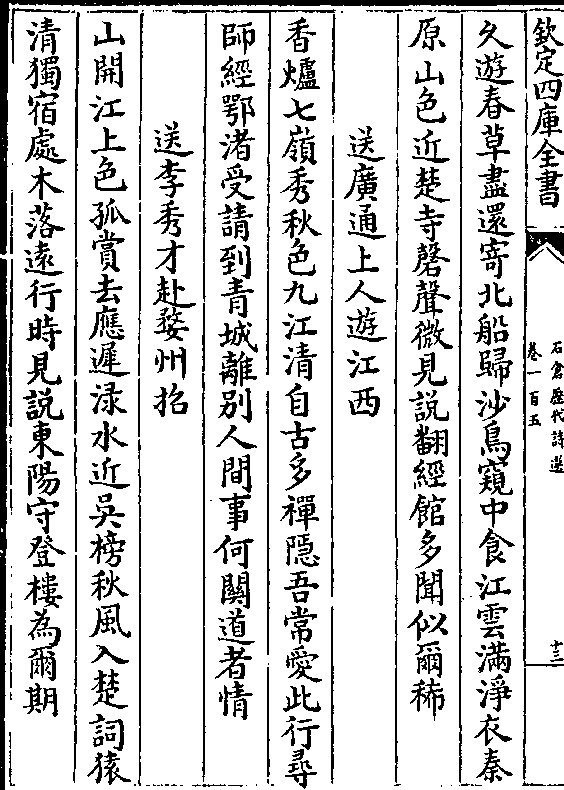 欽定四庫全書
石倉歷代詩選
卷一百五
十三
久遊春草盡還寄北船歸沙鳥窺中食江雲滿淨衣秦
原山色近楚寺磬聲微見說翻經館多聞似爾稀
送廣通上人遊江西
香爐七嶺秀秋色九江清自古多禪隱吾常愛此行尋
師經鄂渚受請到青城離別人間事何關道者情
送李秀才赴婺州招
山開江上色孤賞去應遲淥水近吳榜秋風入楚詞猿
清獨宿處木落遠行時見說東陽守登樓為爾期